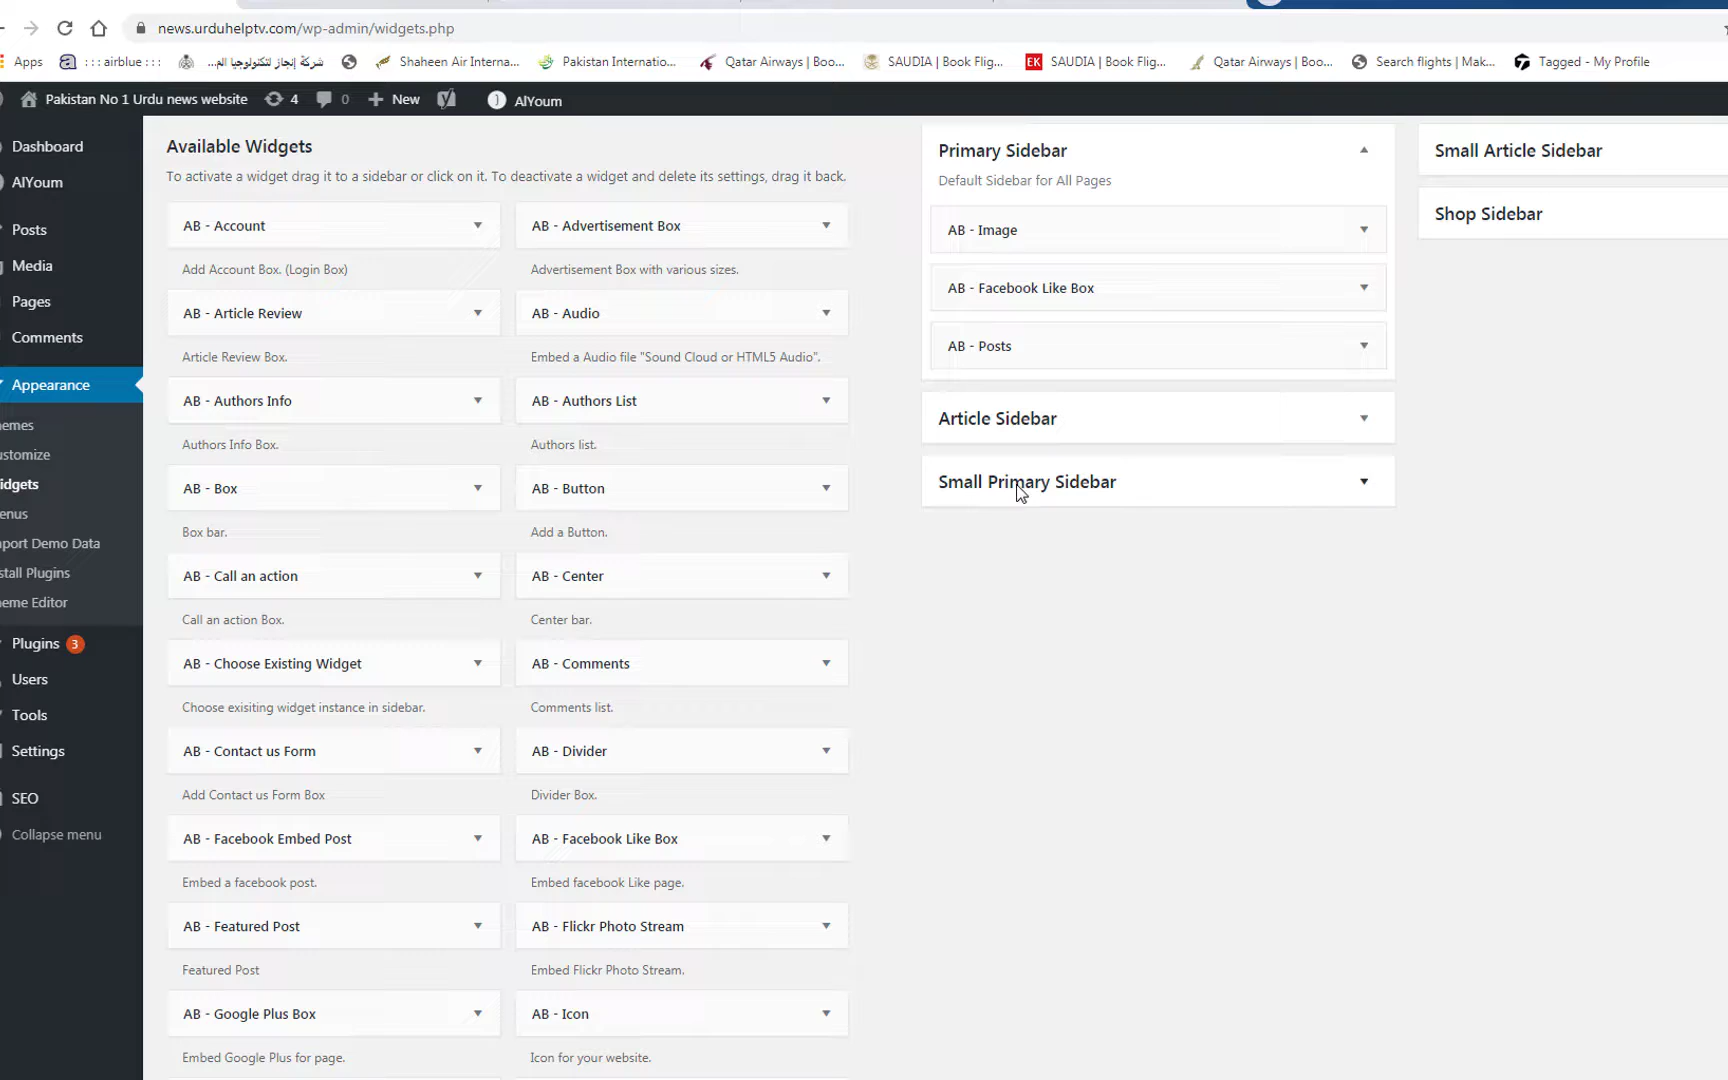 news.urduhelptv.com/wp-admin/widgets.php
Apps
: : : airblue : : :
شركة إنجاز لتكنولوجيا الم...
Shaheen Air Interna...
Pakistan Internatio...
Qatar Airways | Boo...
SAUDIA | Book Flig...
EK
SAUDIA | Book Flig...
Qatar Airways | Boo...
Search flights | Mak...
Tagged - My Profile
Pakistan No 1 Urdu news website
4
0
New
AlYoum
Dashboard
AlYoum
Posts
Media
Pages
Comments
Appearance
emes
ustomize
idgets
enus
port Demo Data
stall Plugins
eme Editor
Plugins 3
Users
Tools
Settings
SEO
Collapse menu
Available Widgets
To activate a widget drag it to a sidebar or click on it. To deactivate a widget and delete its settings, drag it back.
AB - Account
Add Account Box. (Login Box)
AB - Advertisement Box
Advertisement Box with various sizes.
AB - Article Review
Article Review Box.
AB - Audio
Embed a Audio file "Sound Cloud or HTML5 Audio".
AB - Authors Info
Authors Info Box.
AB - Authors List
Authors list.
AB - Box
Box bar.
AB - Button
Add a Button.
AB - Call an action
Call an action Box.
AB - Center
Center bar.
AB - Choose Existing Widget
Choose exisiting widget instance in sidebar.
AB - Comments
Comments list.
AB - Contact us Form
Add Contact us Form Box
AB - Divider
Divider Box.
AB - Facebook Embed Post
Embed a facebook post.
AB - Facebook Like Box
Embed facebook Like page.
AB - Featured Post
Featured Post
AB - Flickr Photo Stream
Embed Flickr Photo Stream.
AB - Google Plus Box
Embed Google Plus for page.
AB - Icon
Icon for your website.
Primary Sidebar
Default Sidebar for All Pages
AB - Image
AB - Facebook Like Box
AB - Posts
Article Sidebar
Small Primary Sidebar
Small Article Sidebar
Shop Sidebar